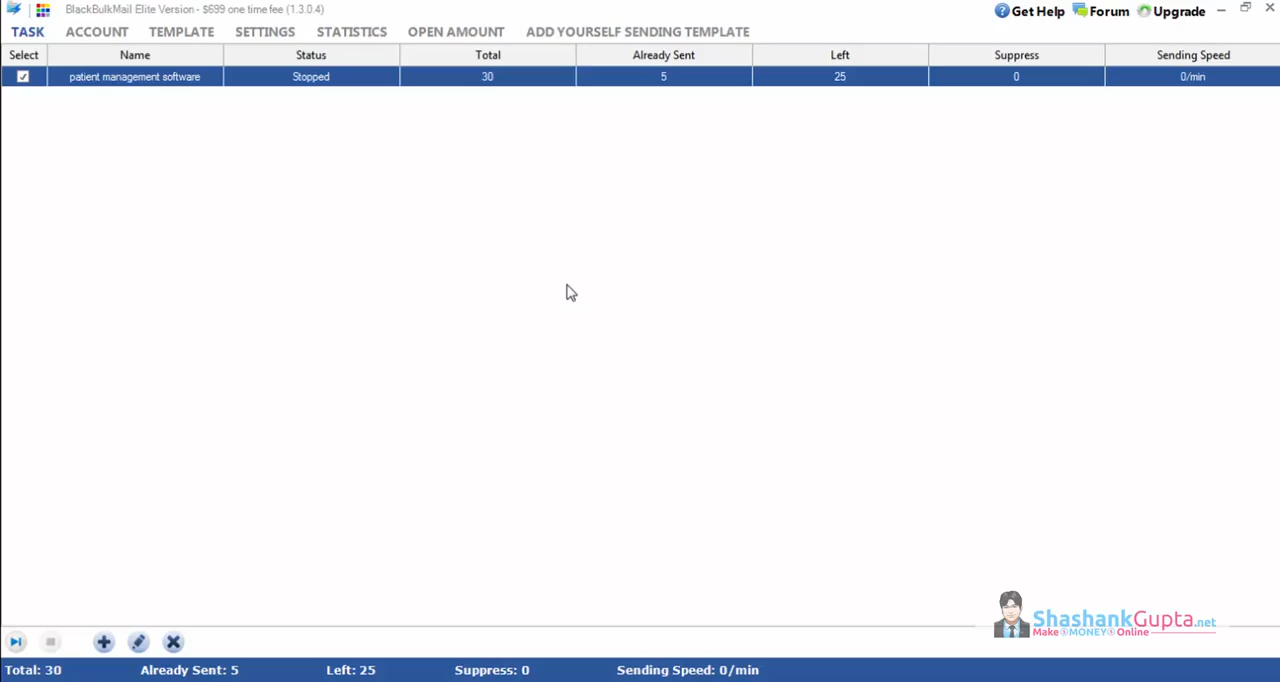 BlackBulkMail Elite Version - $699 one time fee (1.3.0.4) Get Help Forum Upgrade
TASK ACCOUNT TEMPLATE SETTINGS STATISTICS OPEN AMOUNT ADD YOURSELF SENDING TEMPLATE
Select Name Status Total Already Sent Left Suppress Sending Speed
patient management software Stopped 30 5 25 0 0/min
ShashankGupta.net
Make MONEY Online
Total: 30 Already Sent: 5 Left: 25 Suppress: 0 Sending Speed: 0/min